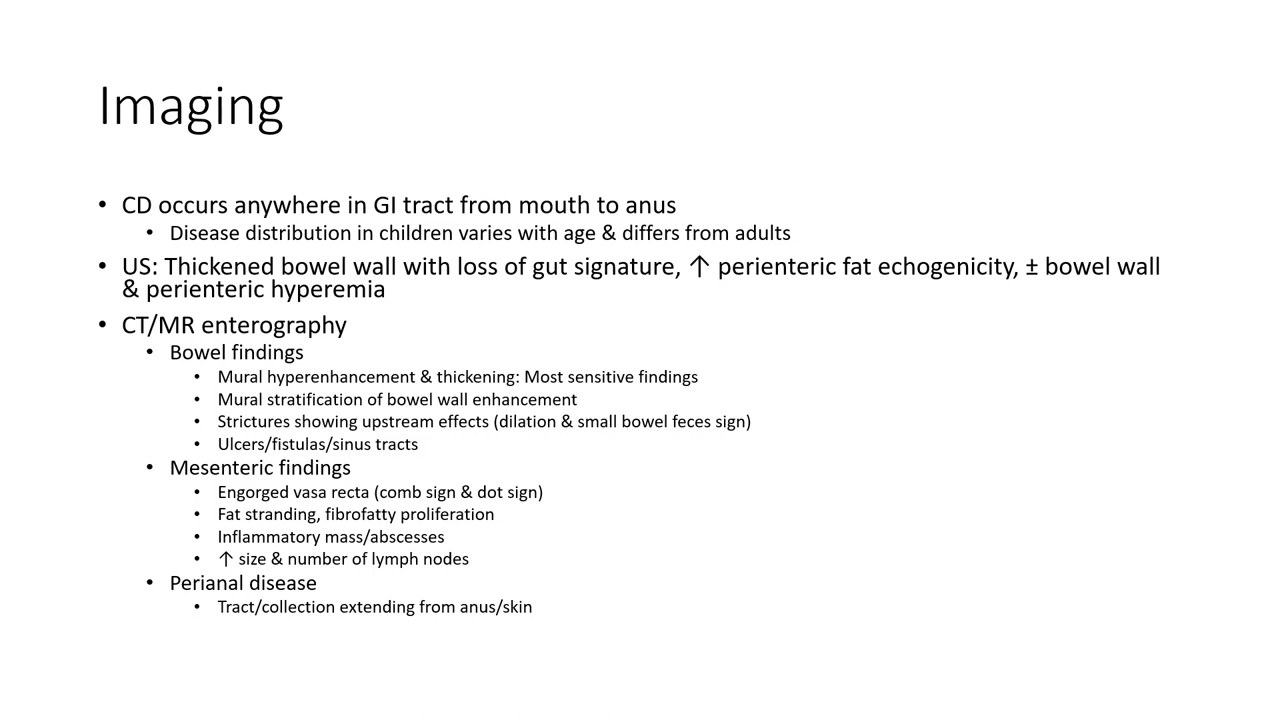 Imaging
• CD occurs anywhere in GI tract from mouth to anus
• Disease distribution in children varies with age & differs from adults
• US: Thickened bowel wall with loss of gut signature, ↑ perienteric fat echogenicity, ± bowel wall
& perienteric hyperemia
• CT/MR enterography
• Bowel findings
• Mural hyperenhancement & thickening: Most sensitive findings
• Mural stratification of bowel wall enhancement
• Strictures showing upstream effects (dilation & small bowel feces sign)
• Ulcers/fistulas/sinus tracts
• Mesenteric findings
• Engorged vasa recta (comb sign & dot sign)
• Fat stranding, fibrofatty proliferation
• Inflammatory mass/abscesses
• ↑ size & number of lymph nodes
• Perianal disease
• Tract/collection extending from anus/skin